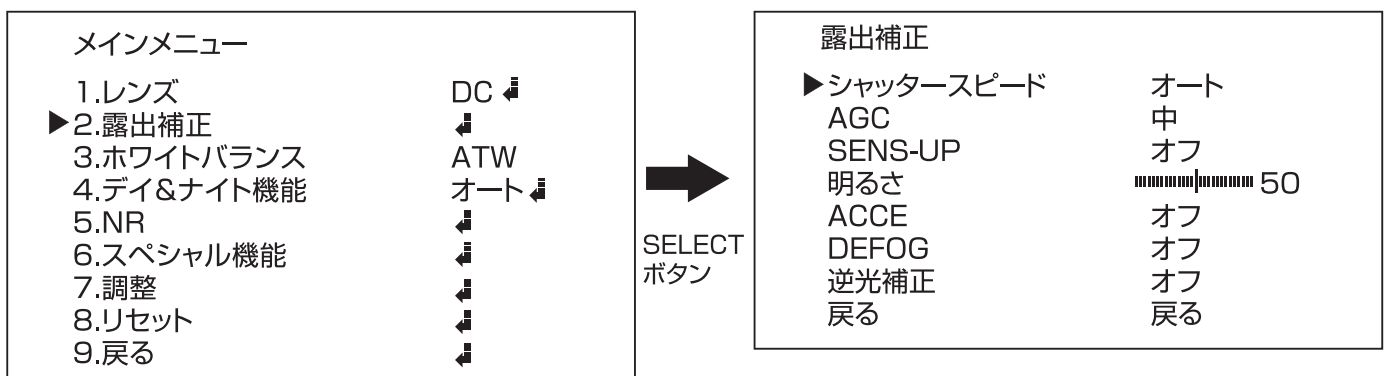 メインメニュー
1.レンズ DC
▶2.露出補正
3.ホワイトバランス ATW
4.デイ&ナイト機能 オート
5.NR
6.スペシャル機能
7.調整
8.リセット
9.戻る
SELECT
ボタン
露出補正
▶シャッタースピード オート
AGC 中
SENS-UP オフ
明るさ 50
ACCE オフ
DEFOG オフ
逆光補正 オフ
戻る 戻る